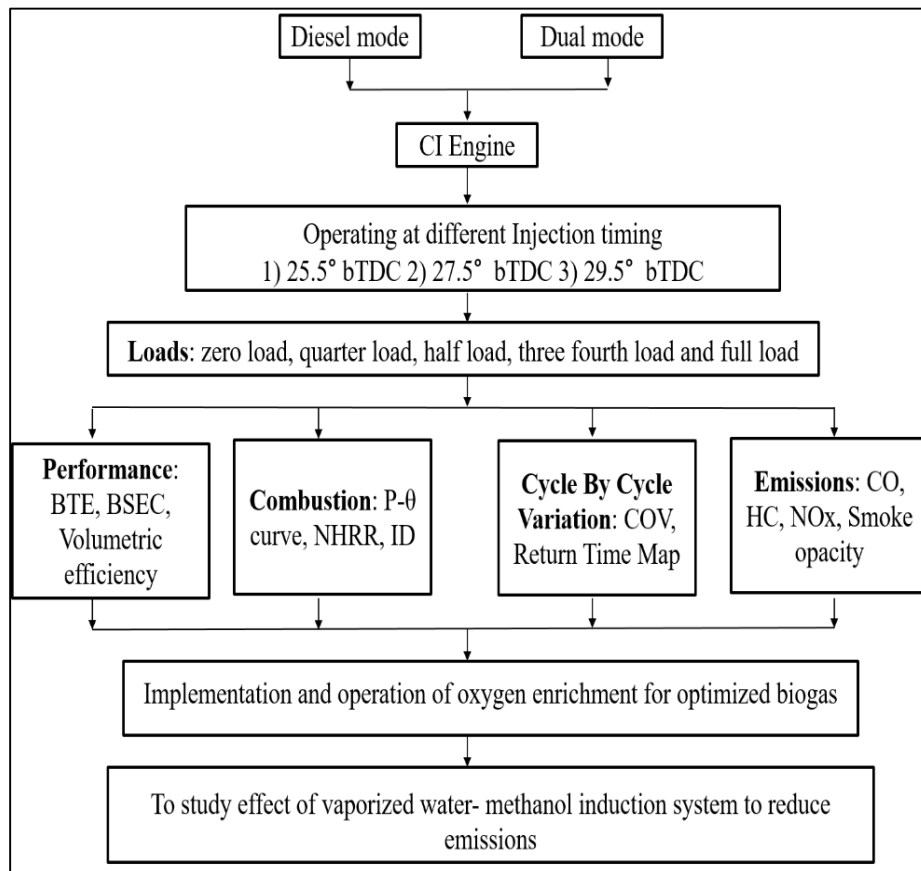 Diesel mode
Dual mode
CI Engine
Operating at different Injection timing
1) 25.5° bTDC 2) 27.5° bTDC 3) 29.5° bTDC
Loads: zero load, quarter load, half load, three fourth load and full load
Performance:
BTE, BSEC,
Volumetric
efficiency
Combustion: P-θ
curve, NHRR, ID
Cycle By Cycle
Variation: COV,
Return Time Map
Emissions: CO,
HC, NOx, Smoke
opacity
Implementation and operation of oxygen enrichment for optimized biogas
To study effect of vaporized water- methanol induction system to reduce
emissions